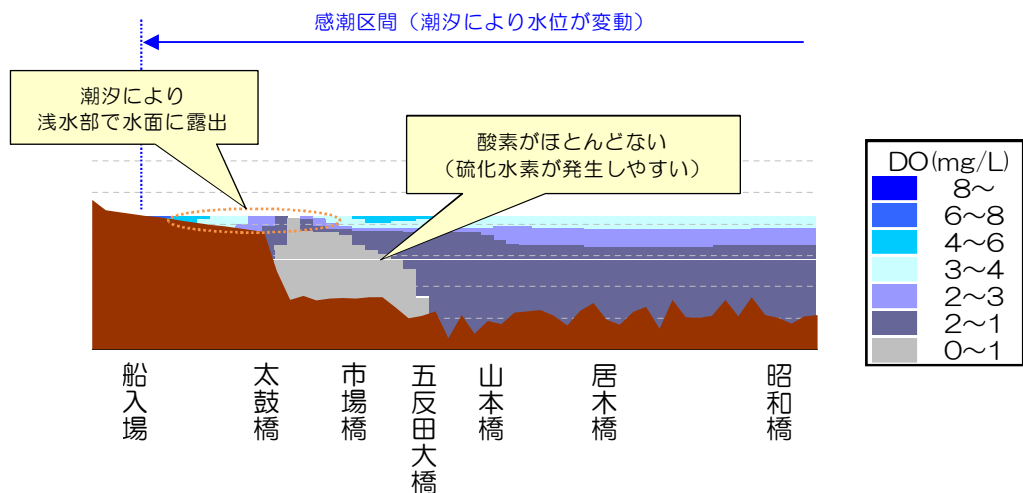 感潮区間（潮汐により水位が変動）
潮汐により
浅水部で水面に露出
酸素がほとんどない
（硫化水素が発生しやすい）
DO(mg/L)
8～
6～8
4～6
3～4
2～3
2～1
0～1
船入場
太鼓橋
市場橋
五反田大橋
山本橋
居木橋
昭和橋